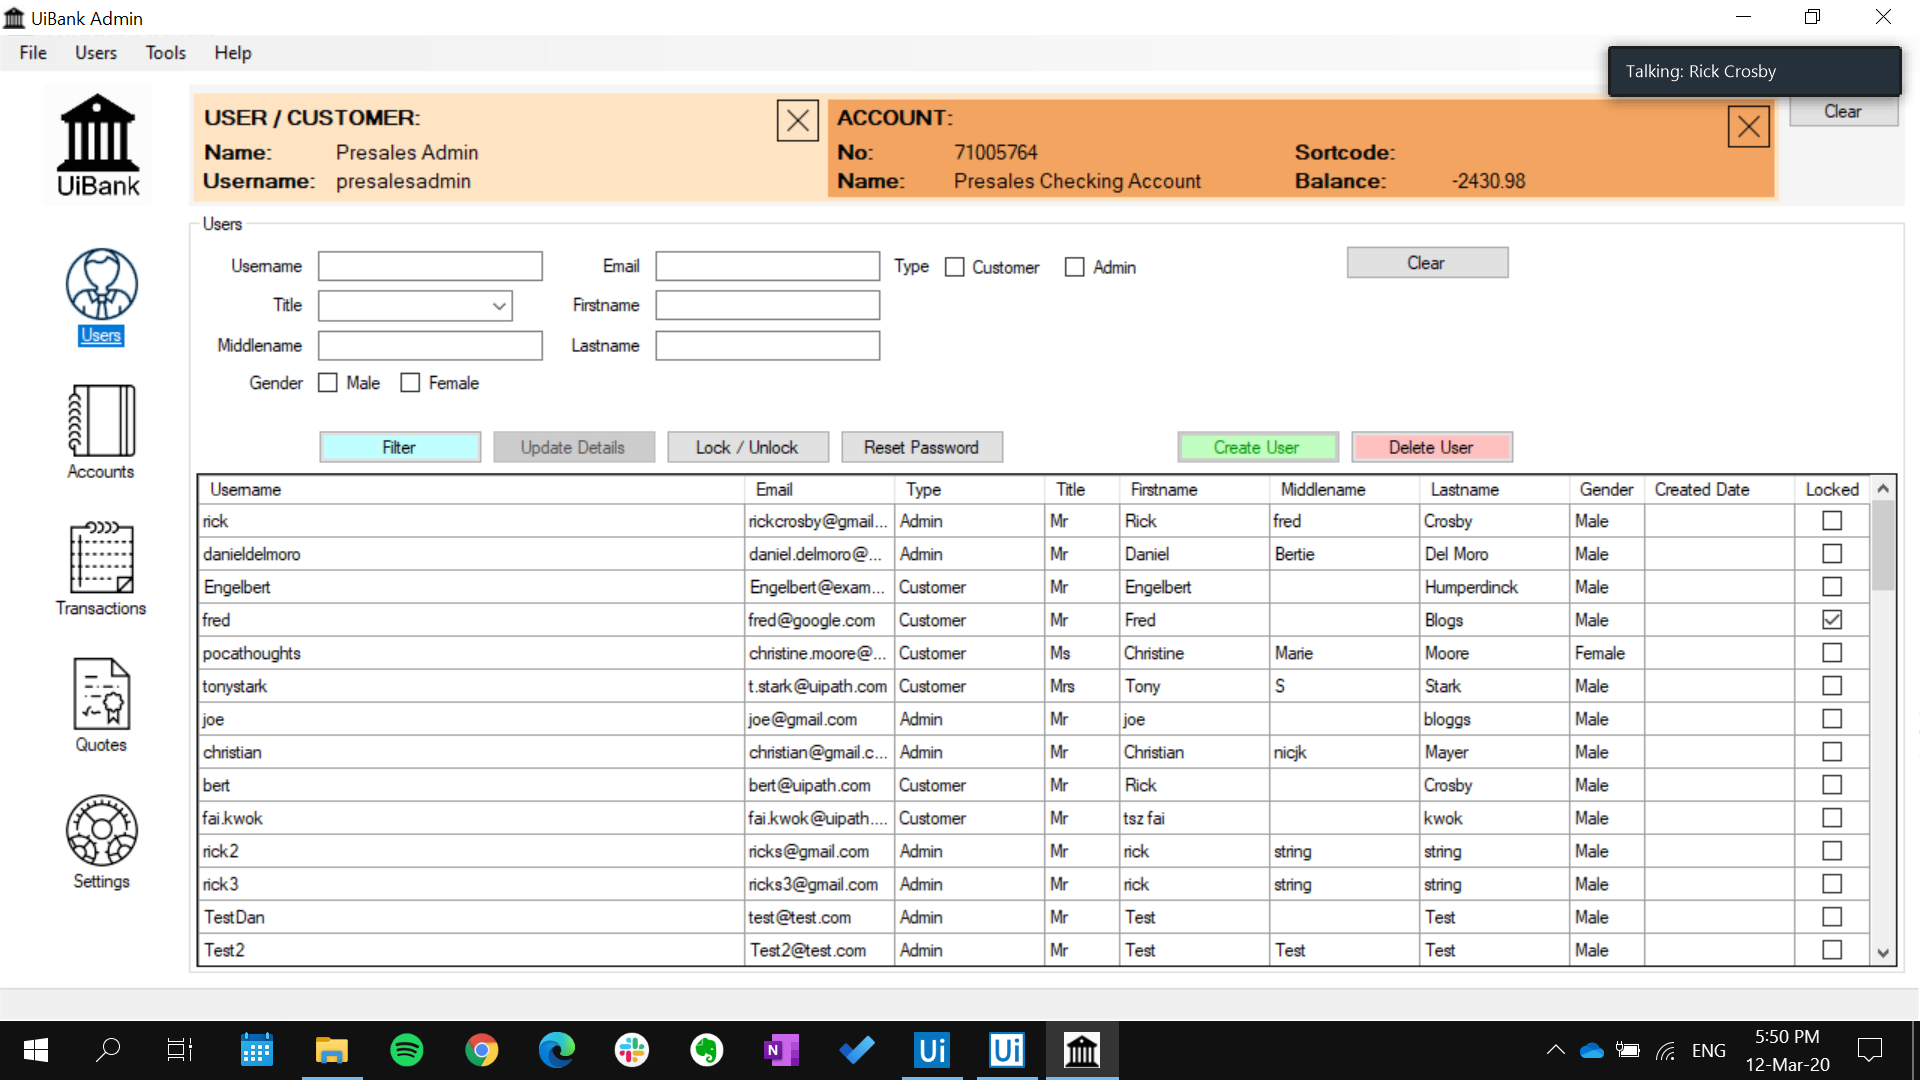 UiBank Admin
File Users Tools Help
Talking: Rick Crosby
UiBank
USER / CUSTOMER:
Name: Presales Admin
Username: presalesadmin
ACCOUNT:
No: 71005764 Sortcode:
Name: Presales Checking Account Balance: -2430.98
Clear
Users
Accounts
Transactions
Quotes
Settings
Users
Username Email Type Customer Admin Clear
Title Firstname
Middlename Lastname
Gender Male Female
Filter Update Details Lock / Unlock Reset Password Create User Delete User
Username Email Type Title Firstname Middlename Lastname Gender Created Date Locked
rick rickcrosby@gmail... Admin Mr Rick fred Crosby Male
danieldelmoro daniel.delmoro@... Admin Mr Daniel Bertie Del Moro Male
Engelbert Engelbert@exam... Customer Mr Engelbert Humperdinck Male
fred fred@google.com Customer Mr Fred Blogs Male
pocathoughts christine.moore@... Customer Ms Christine Marie Moore Female
tonystark t.stark@uipath.com Customer Mrs Tony S Stark Male
joe joe@gmail.com Admin Mr joe bloggs Male
christian christian@gmail.c... Admin Mr Christian nicjk Mayer Male
bert bert@uipath.com Customer Mr Rick Crosby Male
fai.kwok fai.kwok@uipath.... Customer Mr tsz fai kwok Male
rick2 ricks@gmail.com Admin Mr rick string string Male
rick3 ricks3@gmail.com Admin Mr rick string string Male
TestDan test@test.com Admin Mr Test Test Male
Test2 Test2@test.com Admin Mr Test Test Test Male
N Ui Ui ENG
5:50 PM
12-Mar-20